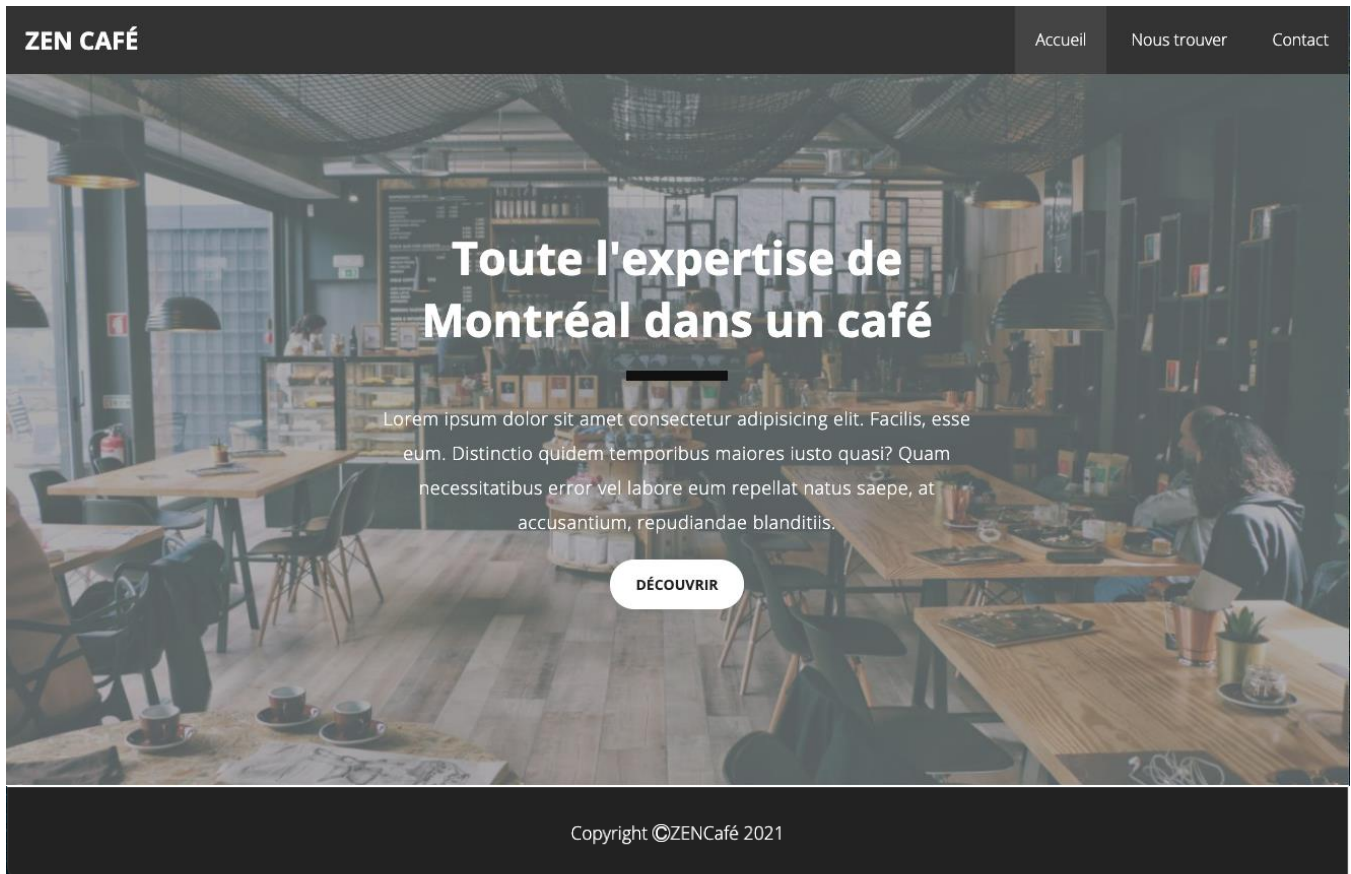 ZEN CAFÉ
Accueil Nous trouver Contact
Toute l'expertise de
Montréal dans un café
Lorem ipsum dolor sit amet consectetur adipisicing elit. Facilis, esse
eum. Distinctio quidem temporibus maiores iusto quasi? Quam
necessitatibus error vel labore eum repellat natus saepe, at
accusantium, repudiandae blanditiis.
DÉCOUVRIR
Copyright ©ZENCafé 2021